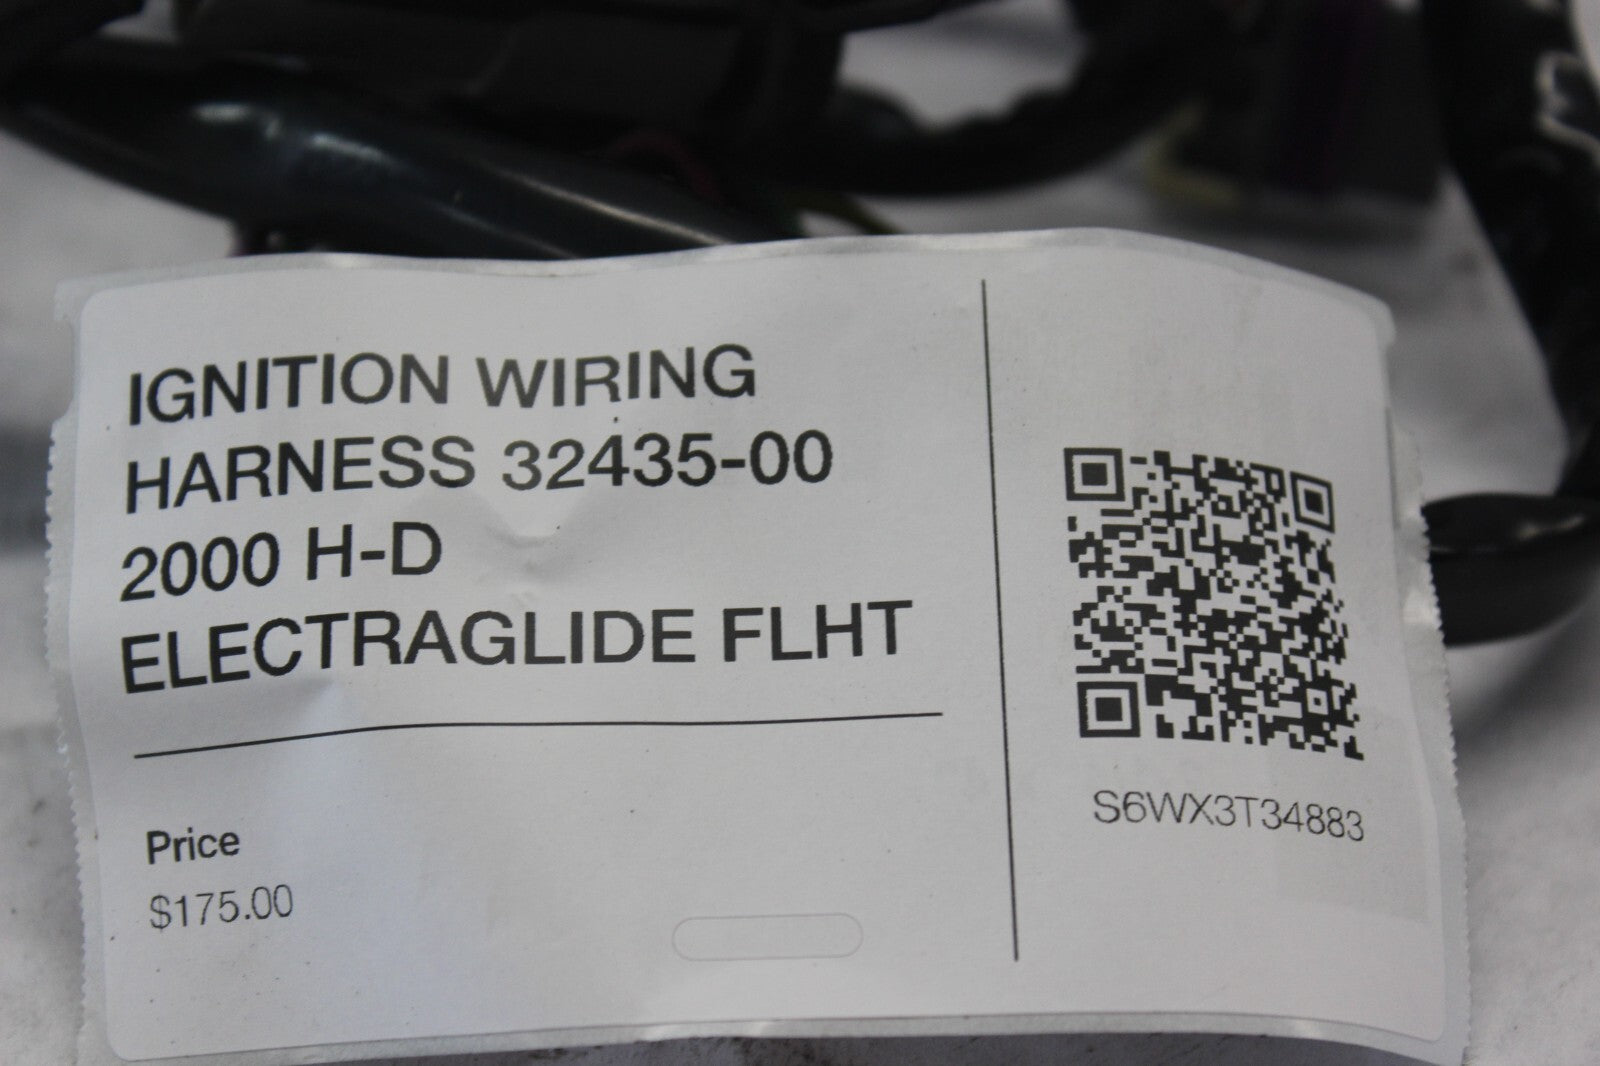 IGNITION WIRING
HARNESS 32435-00
2000 H-D
ELECTRAGLIDE FLHT
Price
$175.00
S6WX3T34883